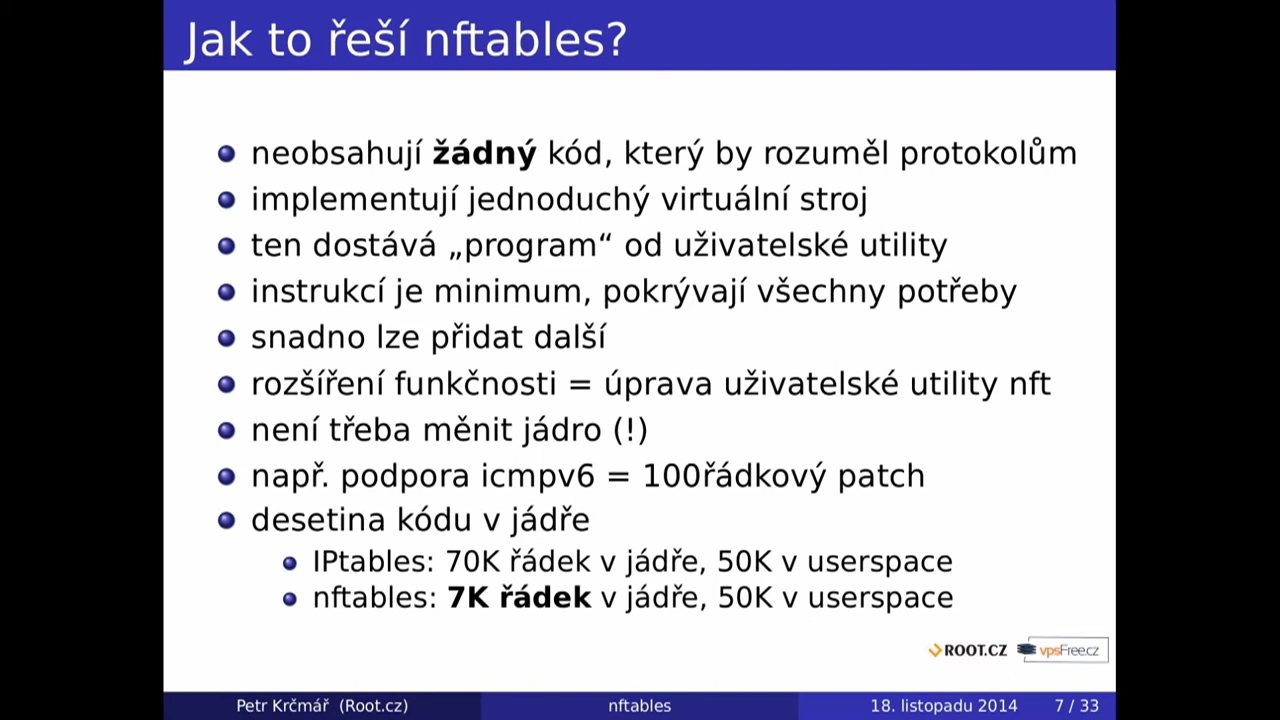 Jak to řeší nftables?
neobsahují žádný kód, který by rozuměl protokolům
implementují jednoduchý virtuální stroj
ten dostává „program“ od uživatelské utility
instrukcí je minimum, pokrývají všechny potřeby
snadno lze přidat další
rozšíření funkčnosti = úprava uživatelské utility nft
není třeba měnit jádro (!)
např. podpora icmpv6 = 100řádkový patch
desetina kódu v jádře
IPtables: 70K řádek v jádře, 50K v userspace
nftables: 7K řádek v jádře, 50K v userspace
ROOT.CZ vpsFree.cz
Petr Krčmář (Root.cz) nftables 18. listopadu 2014 7 / 33